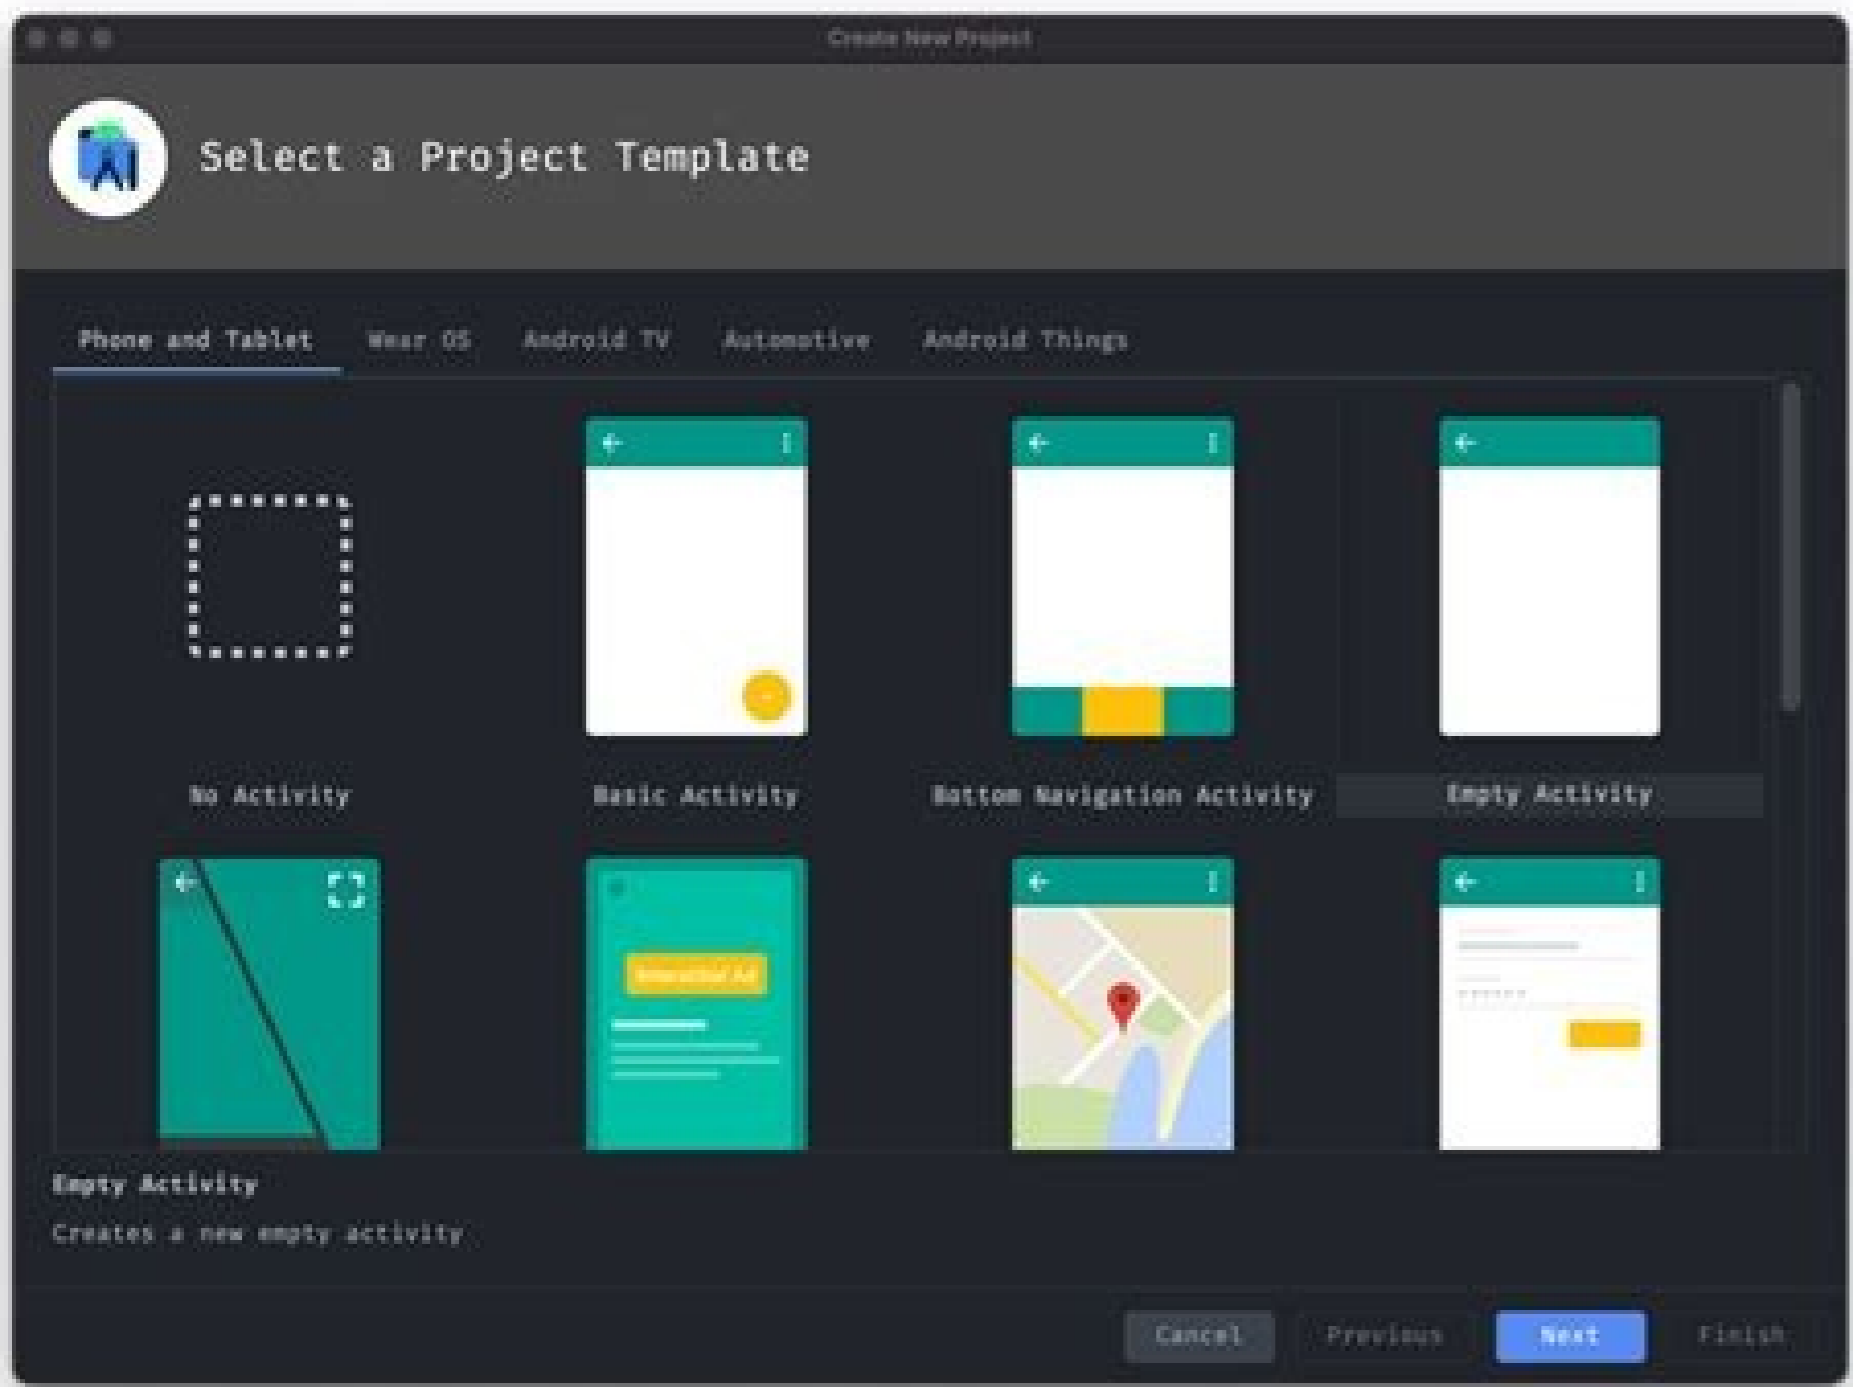 Create New Project
Select a Project Template
Phone and Tablet Wear OS Android TV Automotive Android Things
No Activity Basic Activity Bottom Navigation Activity Empty Activity
Empty Activity
Creates a new empty activity
Cancel Previous Next Finish